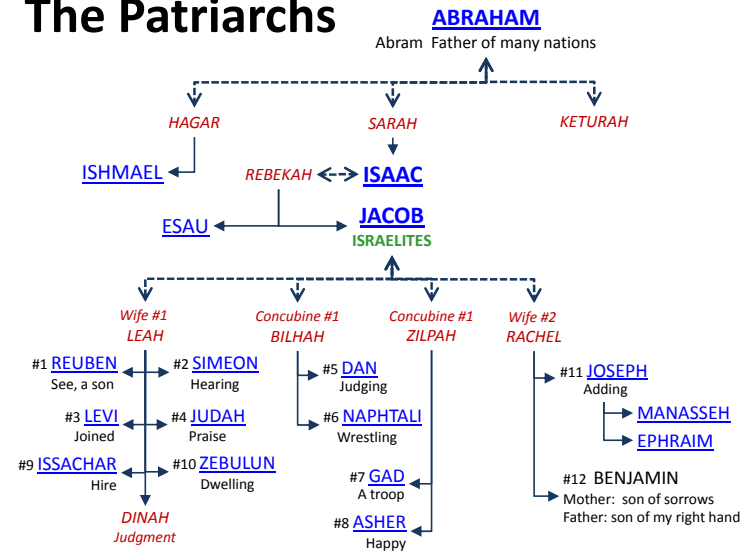 The Patriarchs
ABRAHAM
Abram Father of many nations
HAGAR
SARAH
KETURAH
ISHMAEL
REBEKAH
ISAAC
ESAU
JACOB
ISRAELITES
Wife #1
LEAH
Concubine #1
BILHAH
Concubine #1
ZILPAH
Wife #2
RACHEL
#1 REUBEN
See, a son
#2 SIMEON
Hearing
#3 LEVI
Joined
#4 JUDAH
Praise
#9 ISSACHAR
Hire
#10 ZEBULUN
Dwelling
DINAH
Judgment
#5 DAN
Judging
#6 NAPHTALI
Wrestling
#7 GAD
A troop
#8 ASHER
Happy
#11 JOSEPH
Adding
MANASSEH
EPHRAIM
#12 BENJAMIN
Mother: son of sorrows
Father: son of my right hand